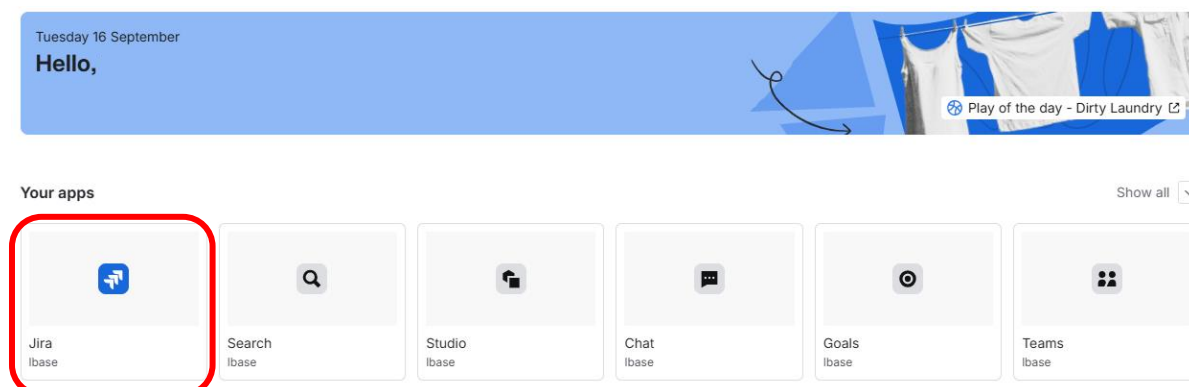 Tuesday 16 September
Hello,
Play of the day - Dirty Laundry
Your apps
Show all
Jira
Ibase
Search
Ibase
Studio
Ibase
Chat
Ibase
Goals
Ibase
Teams
Ibase